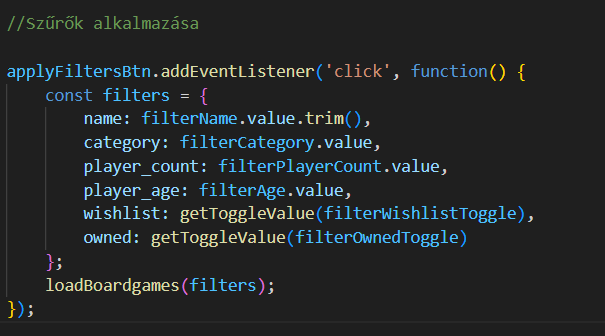 //Szűrők alkalmazása
applyFiltersBtn.addEventListener('click', function() {
    const filters = {
        name: filterName.value.trim(),
        category: filterCategory.value,
        player_count: filterPlayerCount.value,
        player_age: filterAge.value,
        wishlist: getToggleValue(filterWishlistToggle),
        owned: getToggleValue(filterOwnedToggle)
    };
    loadBoardgames(filters);
});